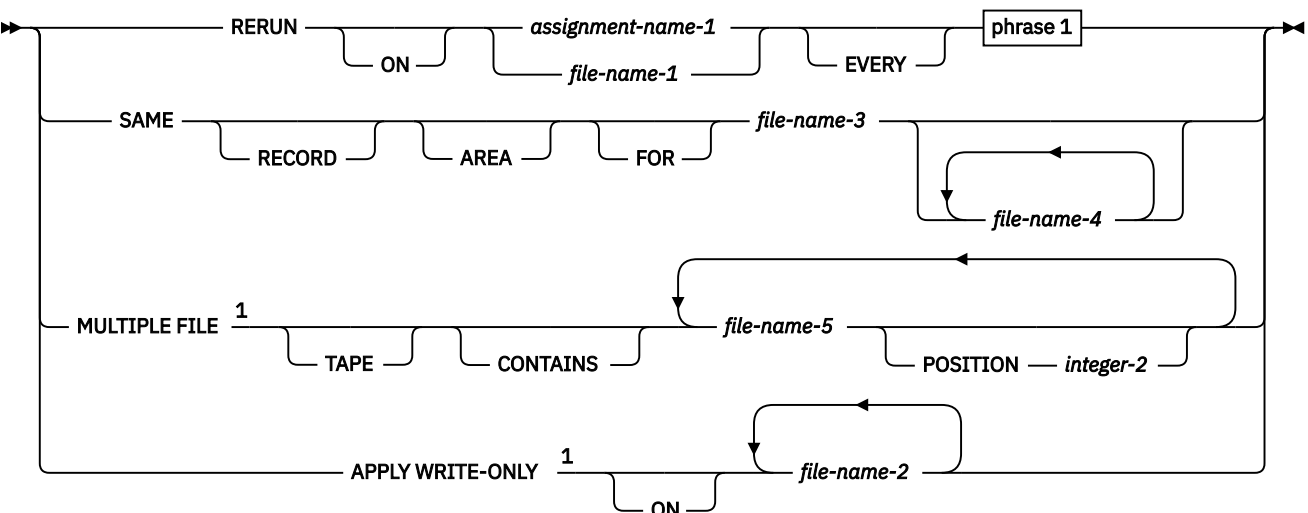 RERUN assignment-name-1 phrase 1
ON file-name-1 EVERY
SAME file-name-3
RECORD AREA FOR
file-name-4
MULTIPLE FILE 1 file-name-5
TAPE CONTAINS POSITION integer-2
APPLY WRITE-ONLY 1 file-name-2
ON